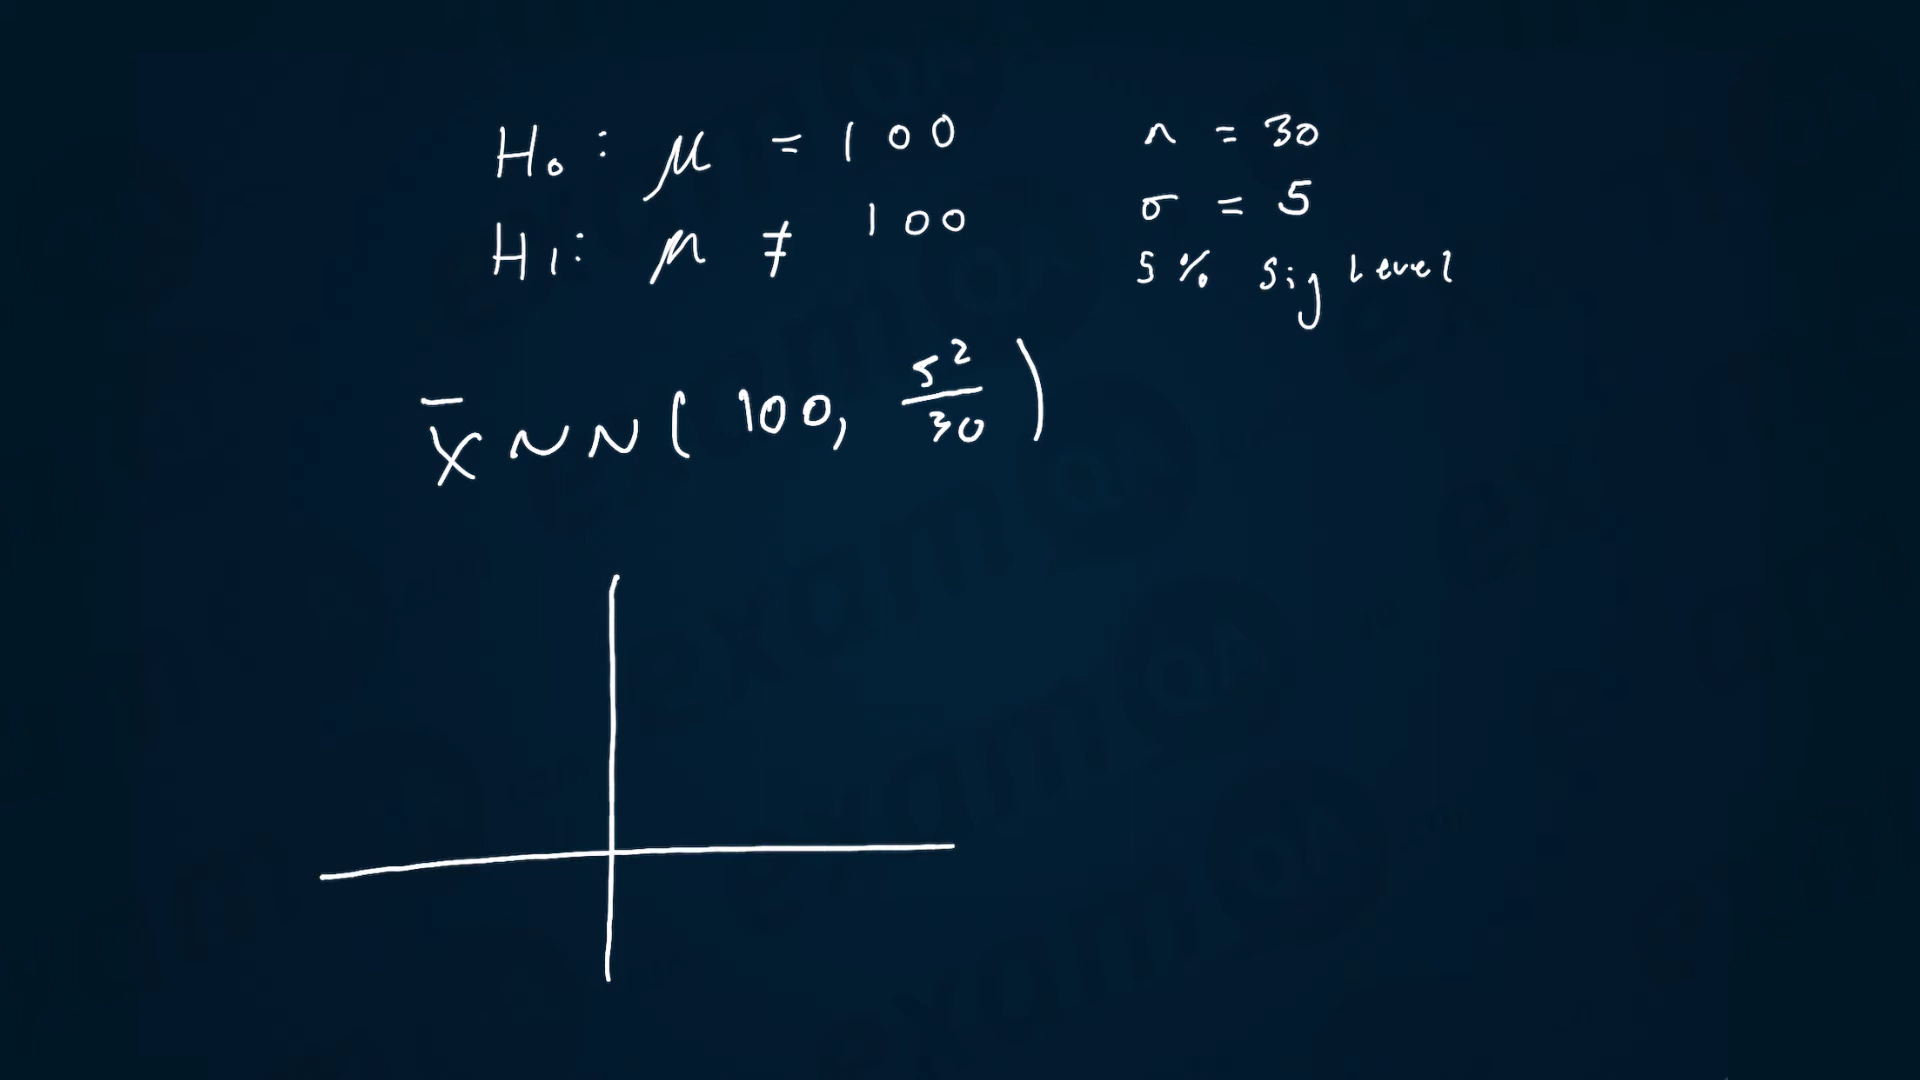 H₀: μ = 100
H₁: μ ≠ 100
n = 30
σ = 5
5% sig level
X̄ ~ N(100, 5²/30)